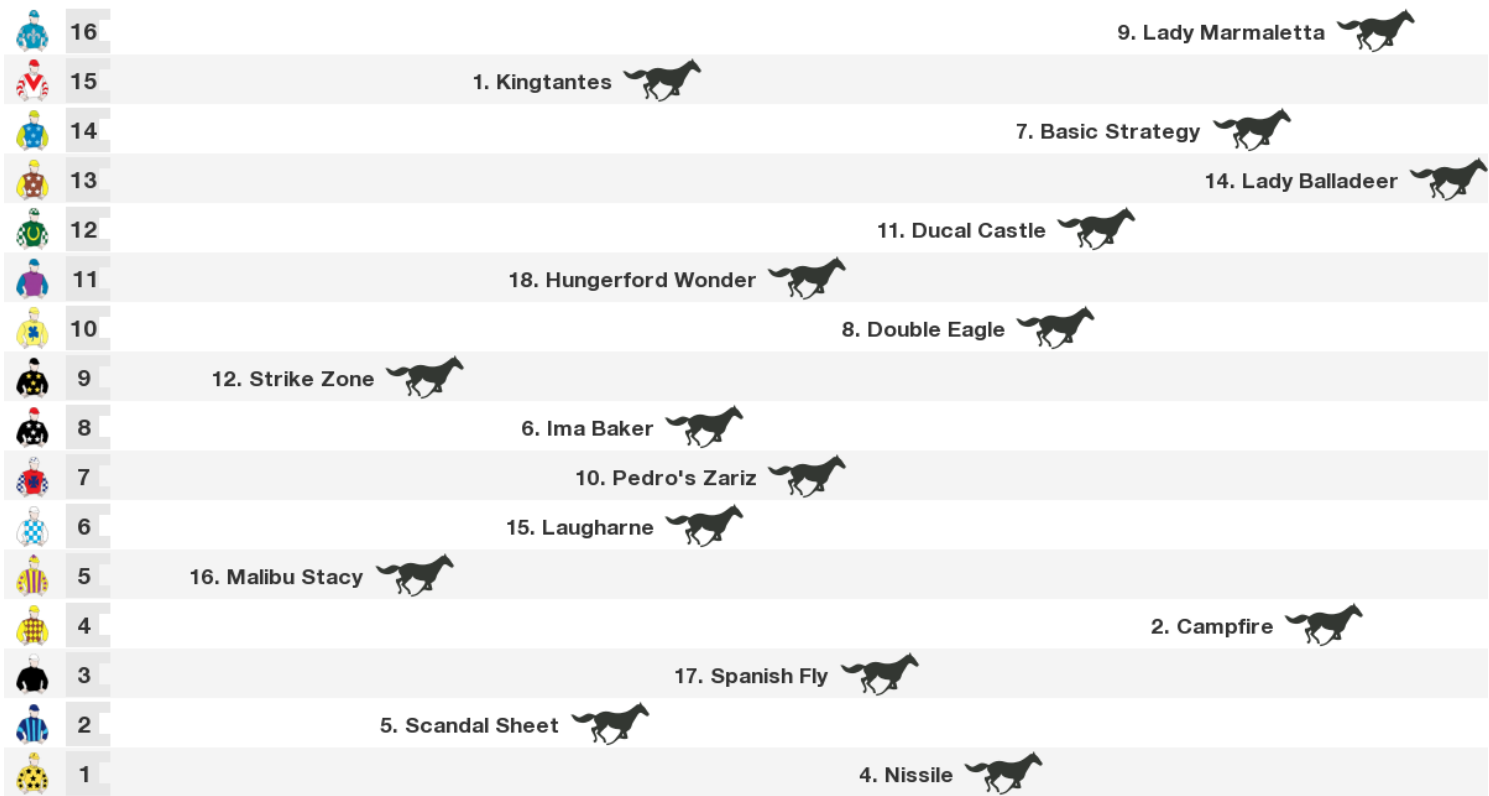 16 9. Lady Marmaletta
15 1. Kingtantes
14 7. Basic Strategy
13 14. Lady Balladeer
12 11. Ducal Castle
11 18. Hungerford Wonder
10 8. Double Eagle
9 12. Strike Zone
8 6. Ima Baker
7 10. Pedro's Zariz
6 15. Laugharne
5 16. Malibu Stacy
4 2. Campfire
3 17. Spanish Fly
2 5. Scandal Sheet
1 4. Nissile